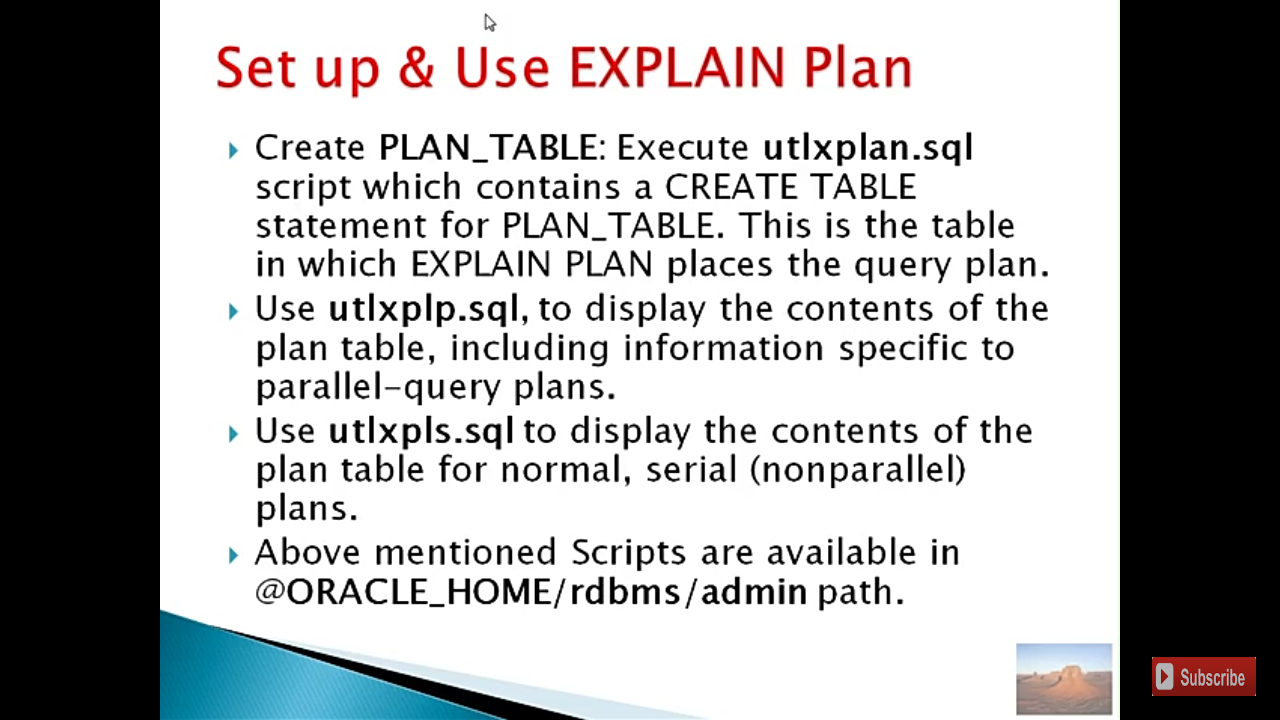 Set up & Use EXPLAIN Plan
Create PLAN_TABLE: Execute utlxplan.sql
script which contains a CREATE TABLE
statement for PLAN_TABLE. This is the table
in which EXPLAIN PLAN places the query plan.
Use utlxplp.sql, to display the contents of the
plan table, including information specific to
parallel-query plans.
Use utlxpls.sql to display the contents of the
plan table for normal, serial (nonparallel)
plans.
Above mentioned Scripts are available in
@ORACLE_HOME/rdbms/admin path.
Subscribe